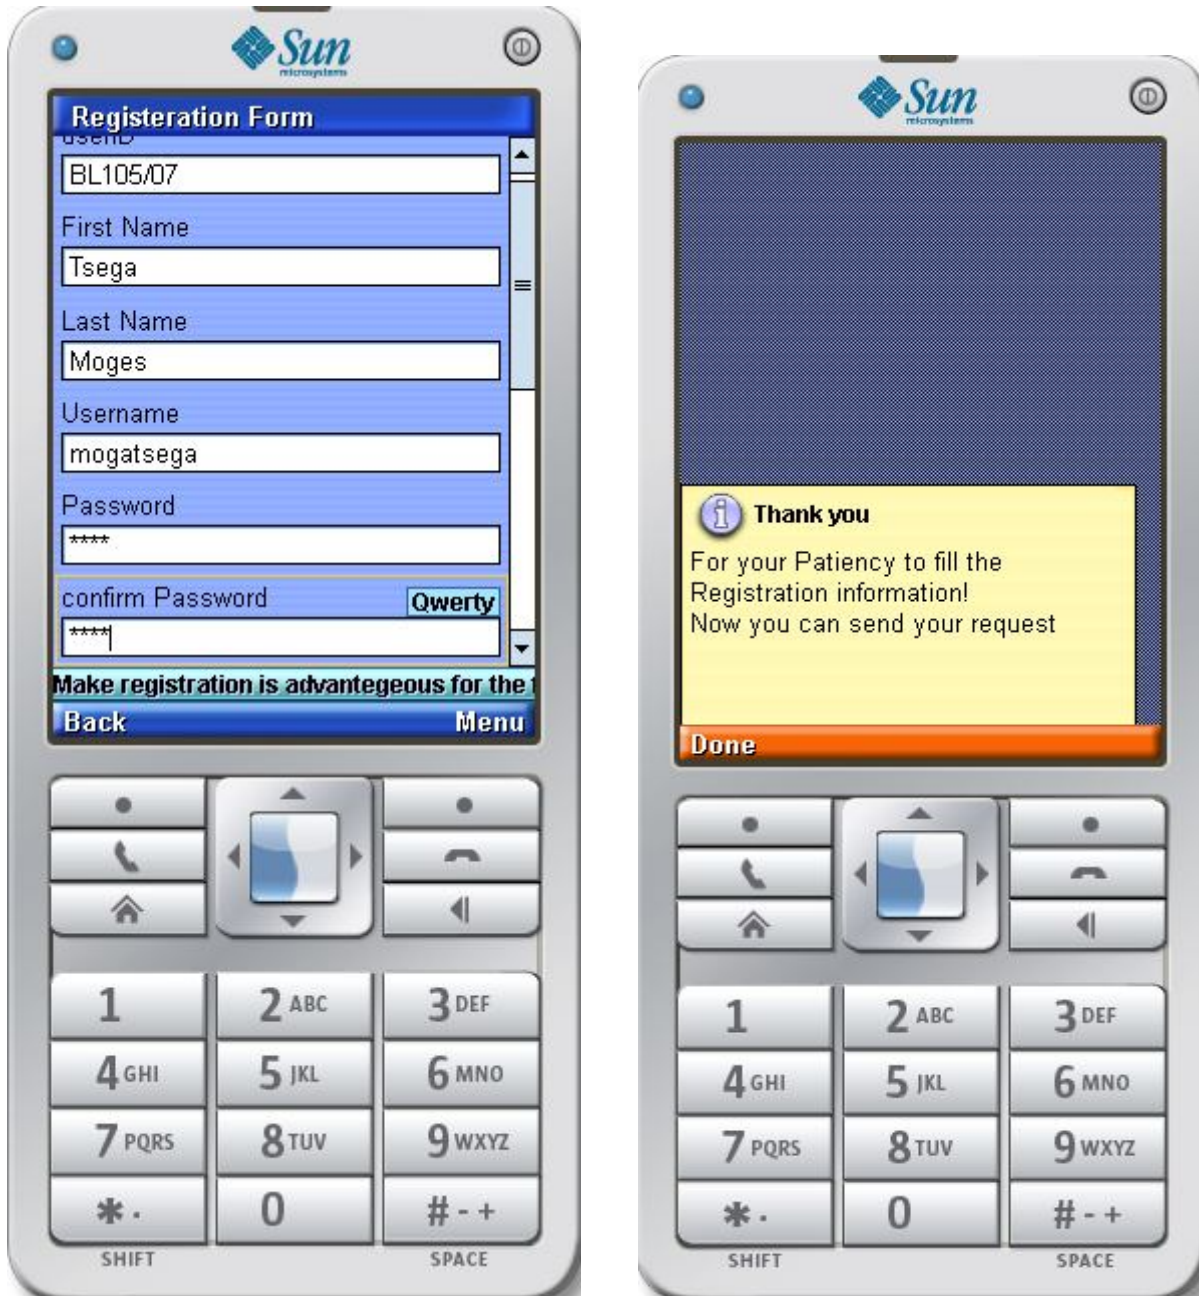 Sun
microsystems
Registeration Form
userID
BL105/07
First Name
Tsega
Last Name
Moges
Username
mogatsega
Password
****
confirm Password
Qwerty
****
Make registration is advantegeous for the
Back Menu
1 2 ABC 3 DEF
4 GHI 5 JKL 6 MNO
7 PQRS 8 TUV 9 WXYZ
* . 0 # - +
SHIFT SPACE
Sun
microsystems
Thank you
For your Patiency to fill the
Registration information!
Now you can send your request
Done
1 2 ABC 3 DEF
4 GHI 5 JKL 6 MNO
7 PQRS 8 TUV 9 WXYZ
* . 0 # - +
SHIFT SPACE